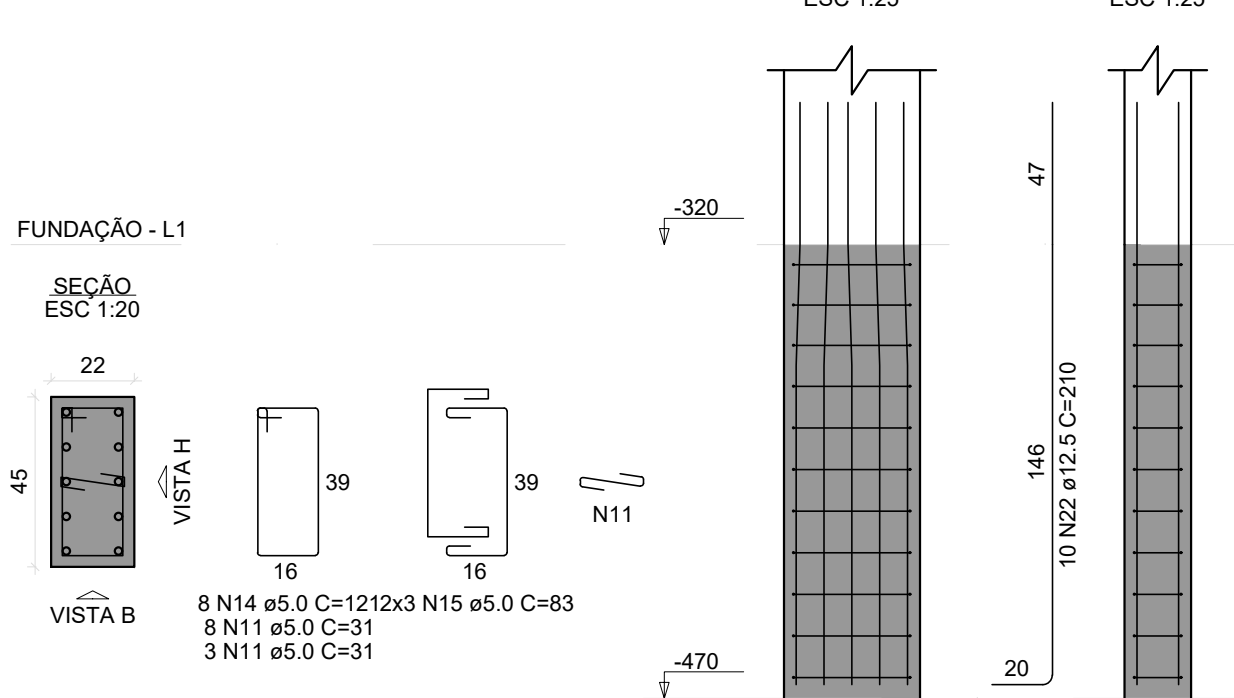 ESC 1:25
ESC 1:25
FUNDAÇÃO - L1
-320
47
SEÇÃO
ESC 1:20
22
45
VISTA H
VISTA B
39
16
39
16
N11
8 N14 ø5.0 C=1212x3 N15 ø5.0 C=83
8 N11 ø5.0 C=31
3 N11 ø5.0 C=31
146
10 N22 ø12.5 C=210
-470
20